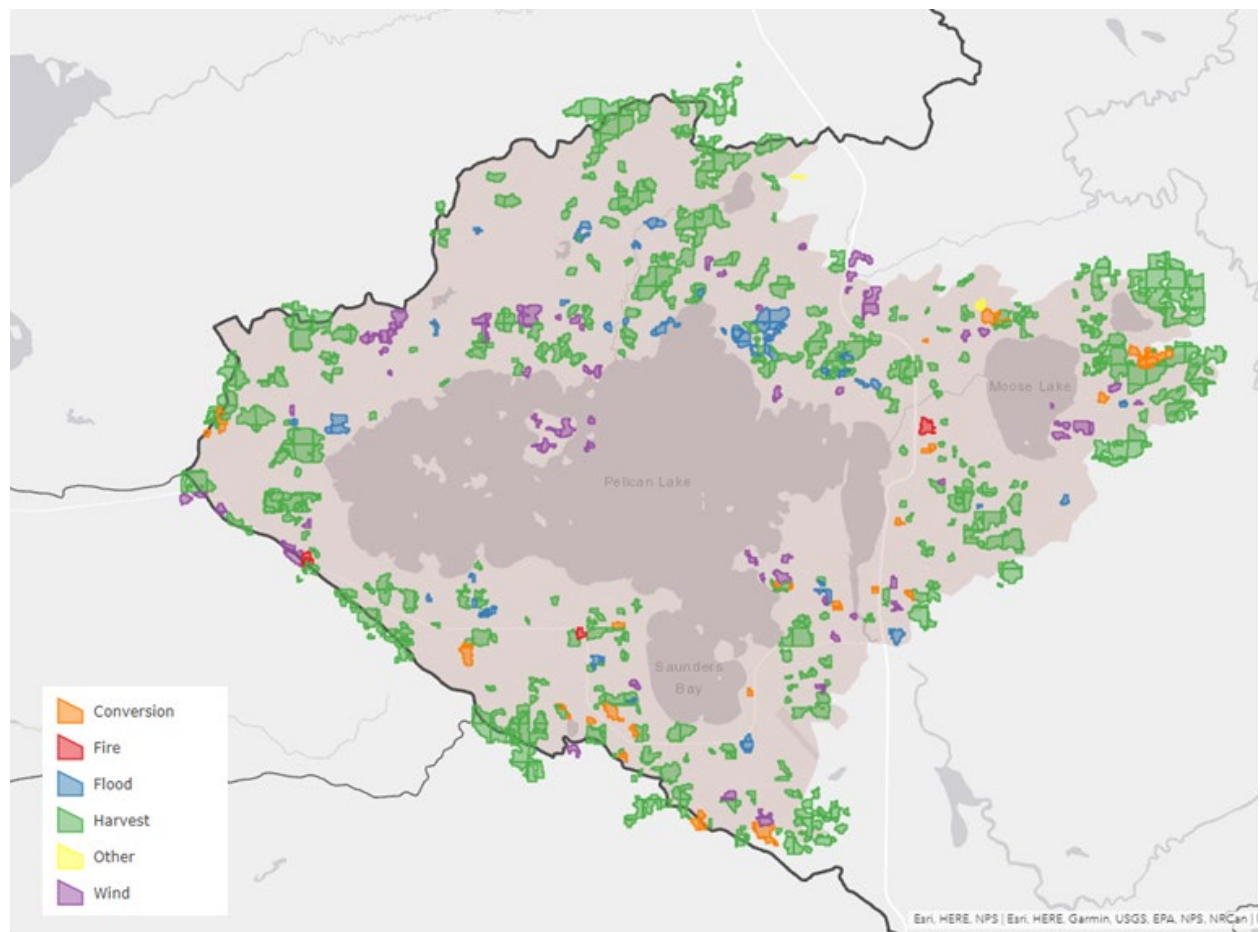 Moose Lake
Pelican Lake
Saunders
Bay
Conversion
Fire
Flood
Harvest
Other
Wind
Esri, HERE, NPS | Esri, HERE, Garmin, USGS, EPA, NPS, NRCan |